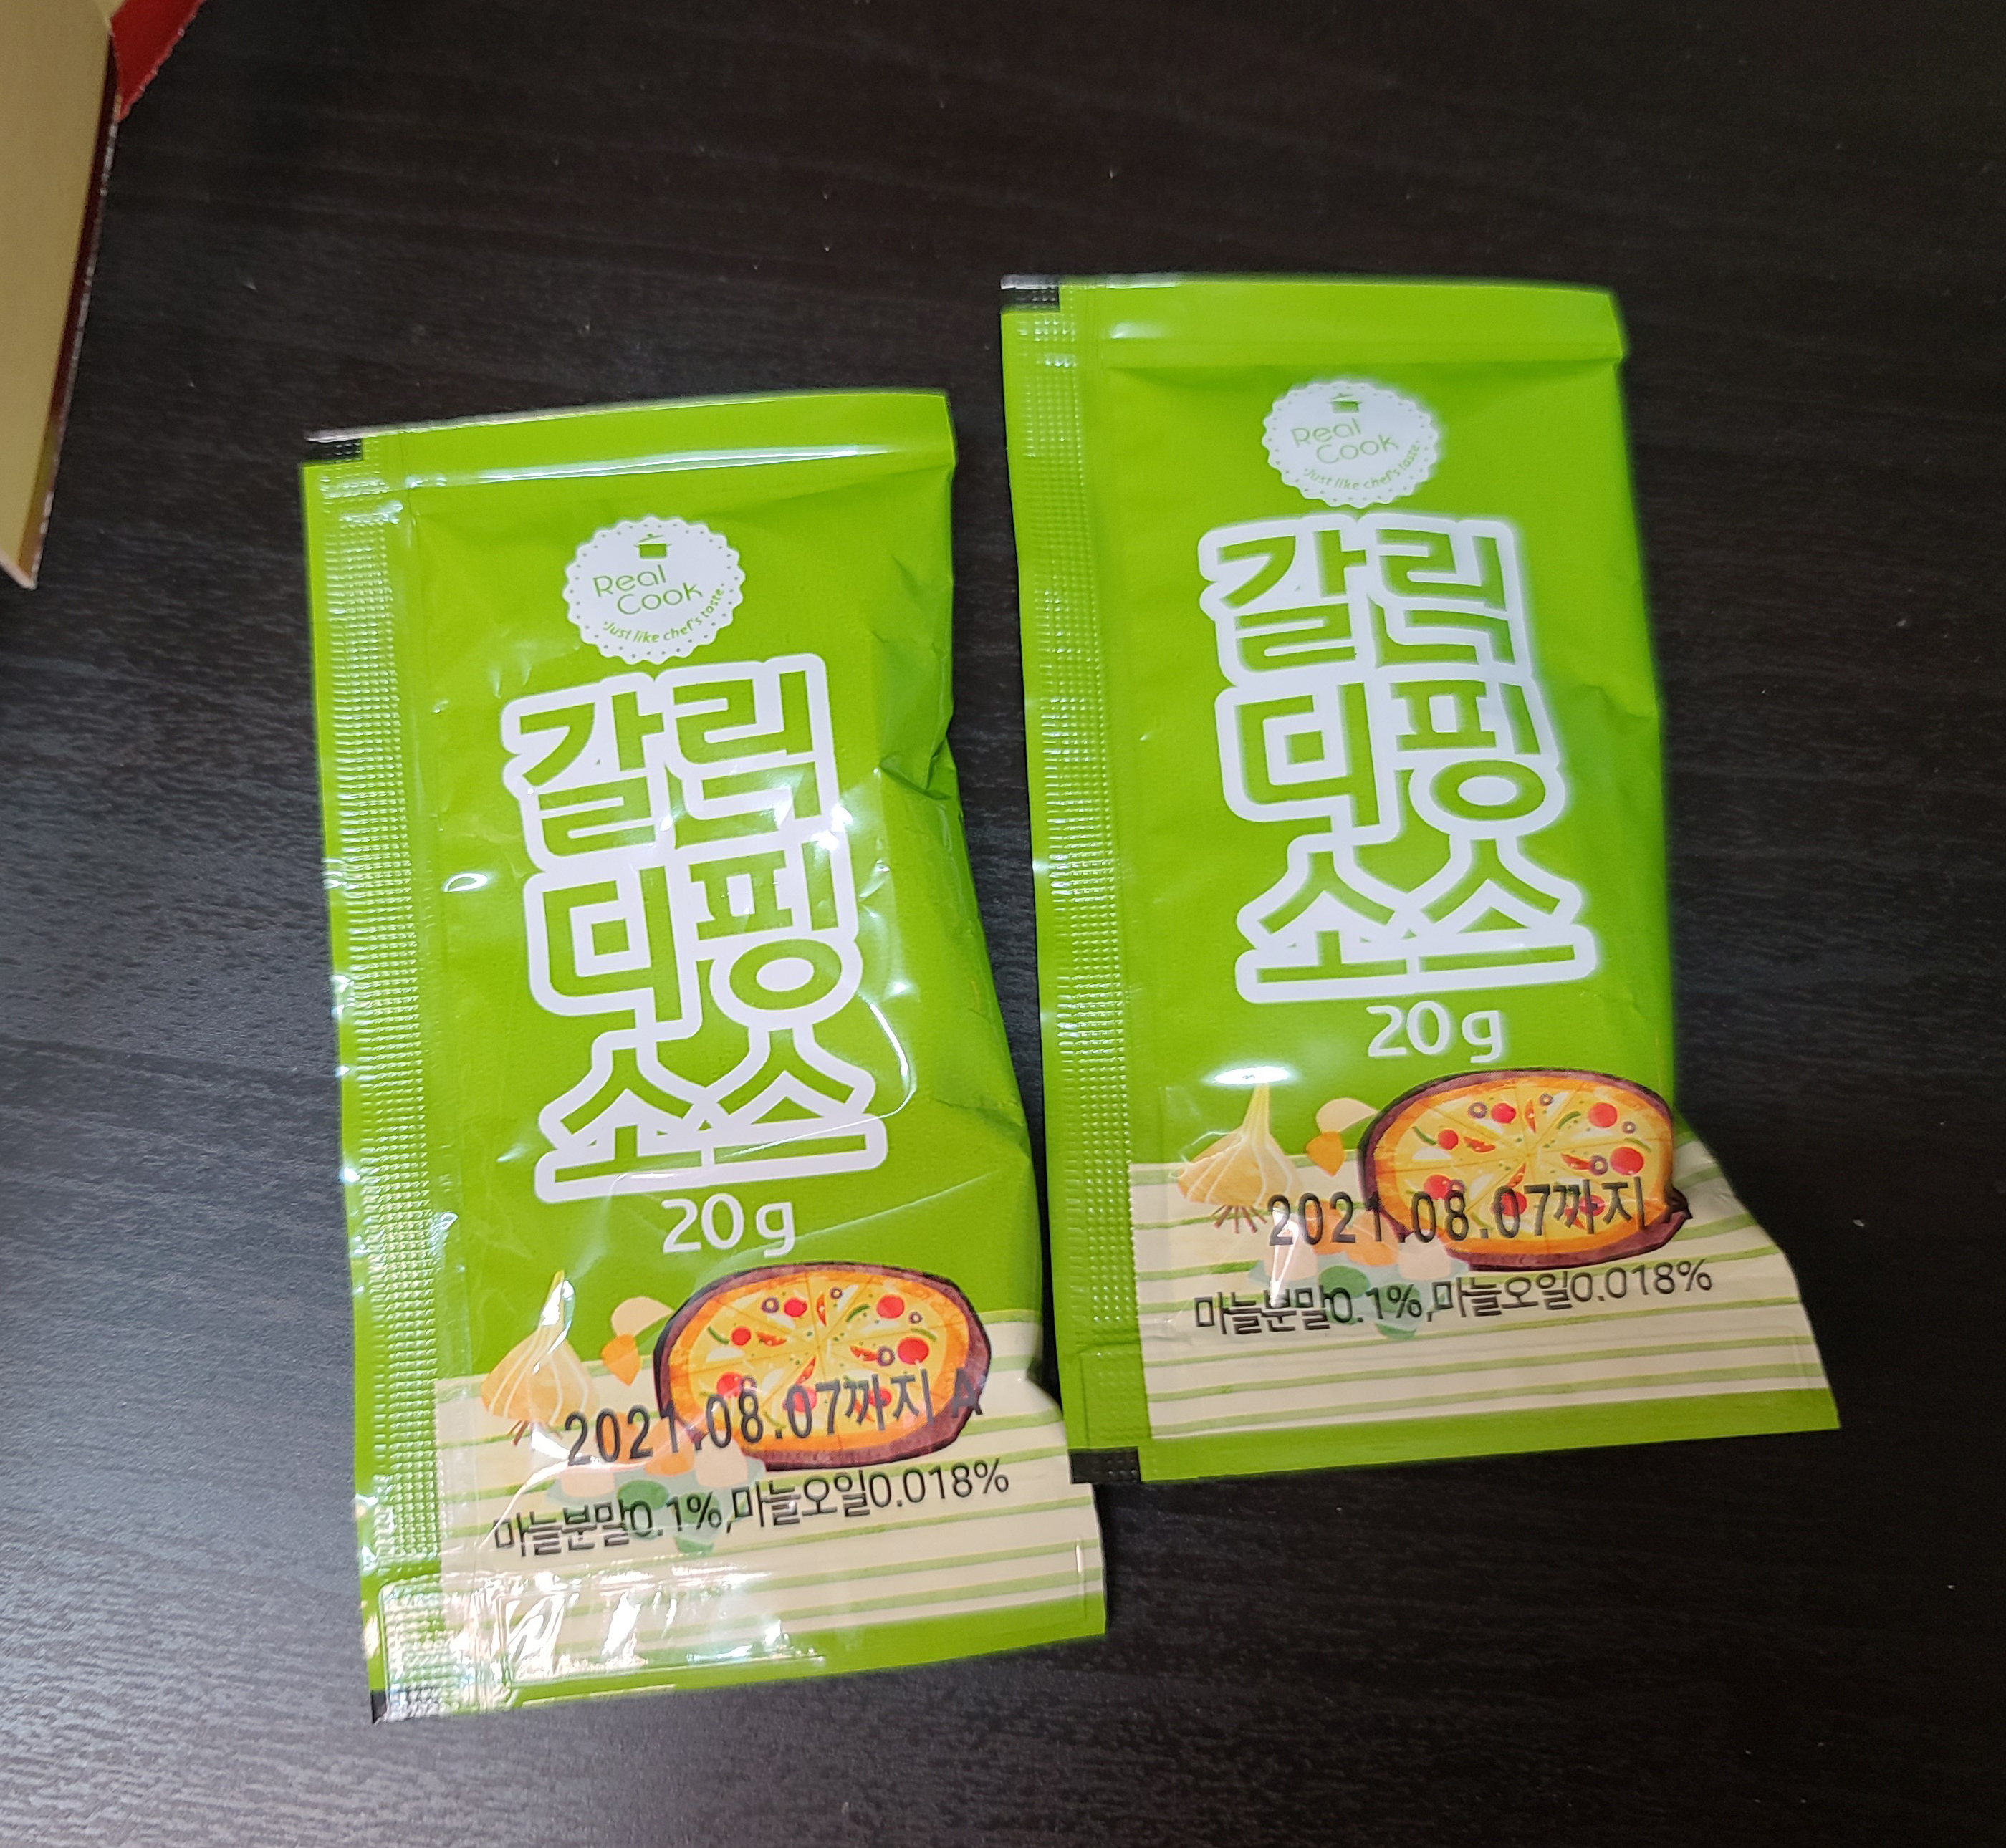 Real
Cook
"Just like chef's taste"
갈릭
디핑
소스
20g
2021.08.07까지 A
마늘분말0.1%,마늘오일0.018%
Real
Cook
"Just like chef's taste"
갈릭
디핑
소스
20g
2021.08.07까지
마늘분말0.1%,마늘오일0.018%